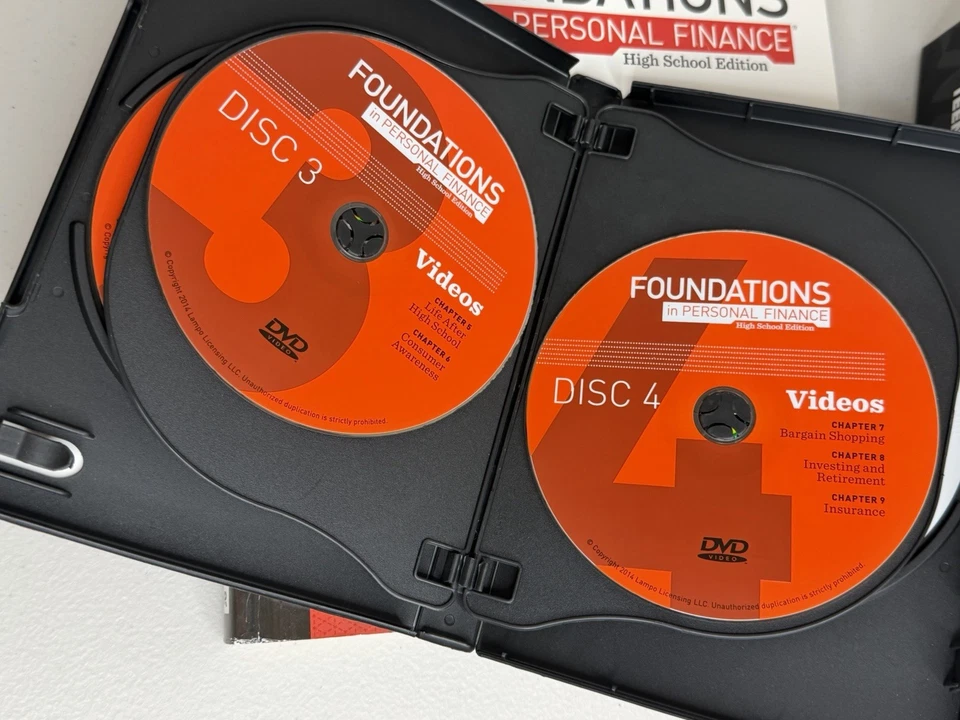 DATIONS
PERSONAL FINANCE
High School Edition
FOUNDATIONS
in PERSONAL FINANCE
High School Edition
DISC 3
Videos
CHAPTER 5
Life After
High School
CHAPTER 6
Consumer
Awareness
DVD
VIDEO
© Copyright 2014 Lampo Licensing LLC. Unauthorized duplication is strictly prohibited.
© Copy
FOUNDATIONS
in PERSONAL FINANCE
High School Edition
DISC 4
Videos
CHAPTER 7
Bargain Shopping
CHAPTER 8
Investing and
Retirement
CHAPTER 9
Insurance
DVD
VIDEO
© Copyright 2014 Lampo Licensing LLC. Unauthorized duplication is strictly prohibited.